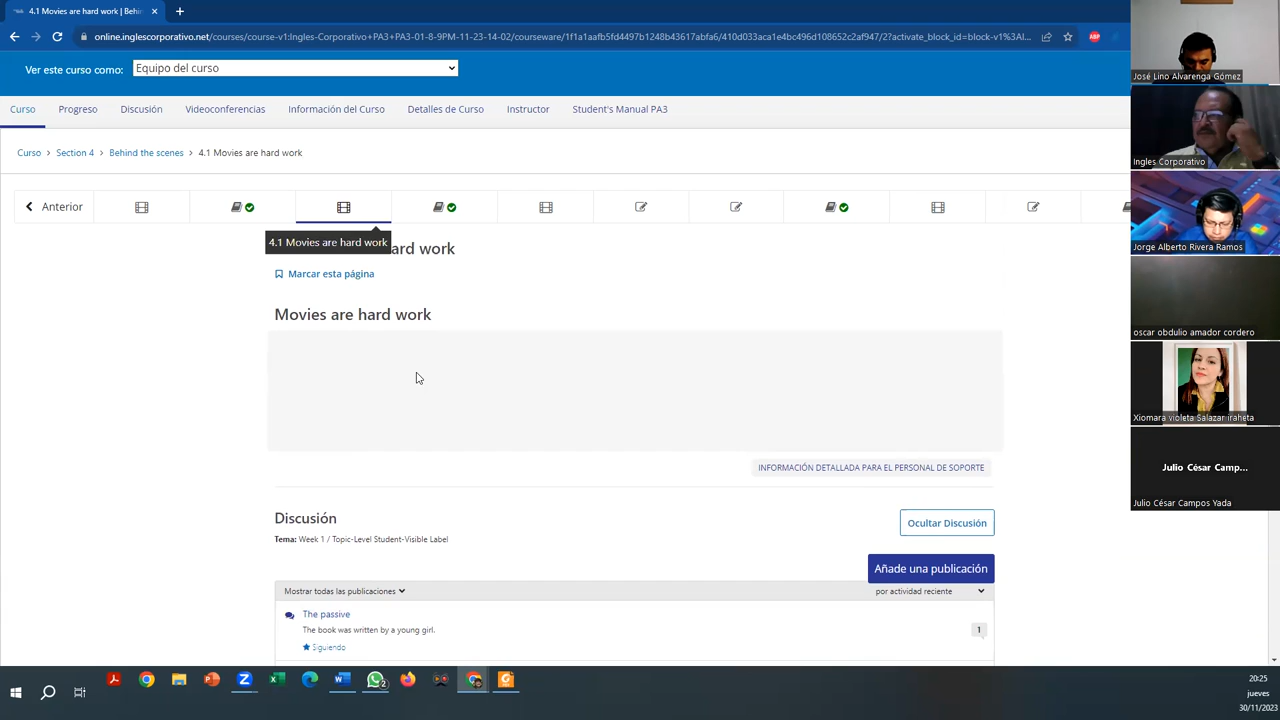 4.1 Movies are hard work | Behin
online.inglescorporativo.net/courses/course-v1:Ingles-Corporativo+PA3+PA3-01-8-9PM-11-23-14-02/courseware/1f1a1aafb5fd4497b1248b43617abfa6/410d033aca1e4bc496d108652c2af947/2?activate_block_id=block-v1%3AI...
ABP
Ver este curso como: Equipo del curso
Curso Progreso Discusión Videoconferencias Información del Curso Detalles de Curso Instructor Student's Manual PA3
Curso > Section 4 > Behind the scenes > 4.1 Movies are hard work
Anterior
4.1 Movies are hard work
ard work
Marcar esta página
Movies are hard work
INFORMACIÓN DETALLADA PARA EL PERSONAL DE SOPORTE
Discusión
Ocultar Discusión
Tema: Week 1 / Topic-Level Student-Visible Label
Añade una publicación
Mostrar todas las publicaciones por actividad reciente
The passive
The book was written by a young girl.
1
Siguiendo
José Lino Alvarenga Gómez
Ingles Corporativo
Jorge Alberto Rivera Ramos
oscar obdulio amador cordero
Xiomara violeta Salazar iraheta
Julio César Camp...
Julio César Campos Yada
2
20:25
jueves
30/11/2023